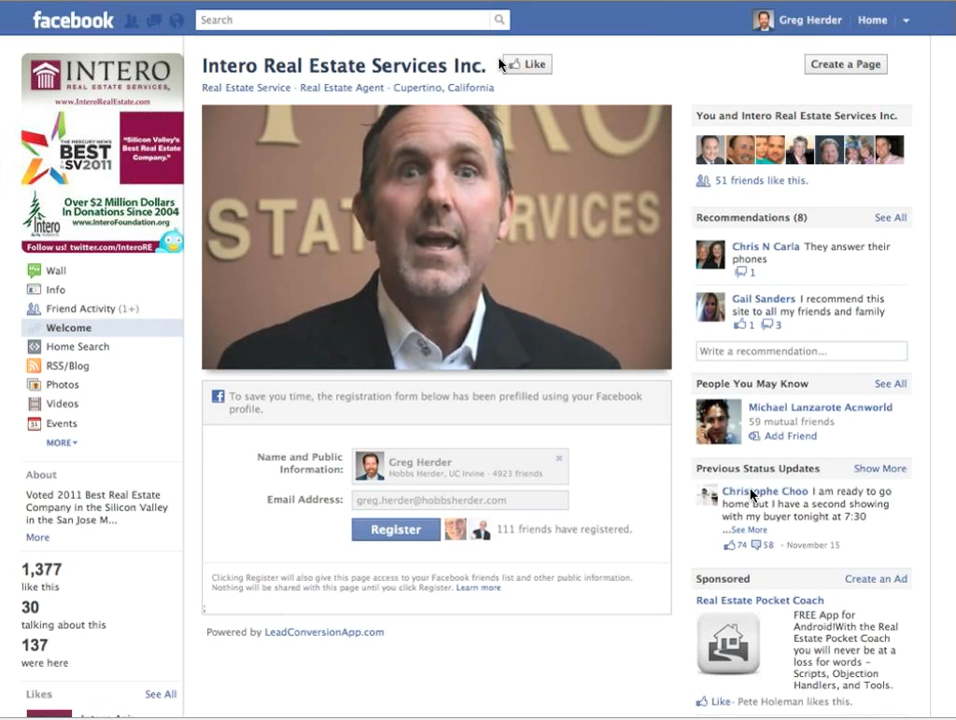 facebook
Search
Greg Herder
Home
INTERO
REAL ESTATE SERVICES
www.InteroRealEstate.com
THE MERCURY NEWS
BEST
OF SV2011
"Silicon Valley's
Best Real Estate
Company."
Over $2 Million Dollars
In Donations Since 2004
www.InteroFoundation.org
Intero
Follow us! twitter.com/InteroRE
Wall
Info
Friend Activity (1+)
Welcome
Home Search
RSS/Blog
Photos
Videos
Events
MORE
About
Voted 2011 Best Real Estate
Company in the Silicon Valley
in the San Jose M...
More
1,377
like this
30
talking about this
137
were here
Likes
See All
Intero Real Estate Services Inc.
Like
Real Estate Service · Real Estate Agent · Cupertino, California
STAT
RVICES
To save you time, the registration form below has been prefilled using your Facebook
profile.
Name and Public
Information:
Greg Herder
Hobbs Herder, UC Irvine · 4923 friends
Email Address:
greg.herder@hobbsherder.com
Register
111 friends have registered.
Clicking Register will also give this page access to your Facebook friends list and other public information.
Nothing will be shared with this page until you click Register. Learn more
;
Powered by LeadConversionApp.com
Create a Page
You and Intero Real Estate Services Inc.
51 friends like this.
Recommendations (8)
See All
Chris N Carla They answer their
phones
1
Gail Sanders I recommend this
site to all my friends and family
1 3
Write a recommendation...
People You May Know
See All
Michael Lanzarote Acnworld
59 mutual friends
Add Friend
Previous Status Updates
Show More
Christophe Choo I am ready to go
home but I have a second showing
with my buyer tonight at 7:30
...See More
74 58 · November 15
Sponsored
Create an Ad
Real Estate Pocket Coach
FREE App for
Android!With the Real
Estate Pocket Coach
you will never be at a
loss for words –
Scripts, Objection
Handlers, and Tools.
Like · Pete Holeman likes this.